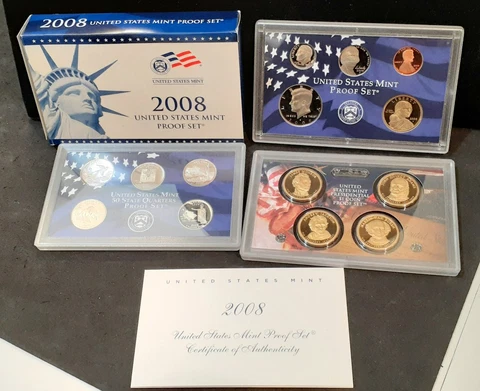 2008 UNITED STATES MINT PROOF SET®
UNITED STATES MINT
2008
UNITED STATES MINT
PROOF SET®
UNITED STATES MINT
PROOF SET®
UNITED STATES MINT
50 STATE QUARTERS
PROOF SET®
UNITED STATES MINT
PRESIDENTIAL
$1 COIN
PROOF SET®
UNITED STATES MINT
2008
United States Mint Proof Set®
Certificate of Authenticity